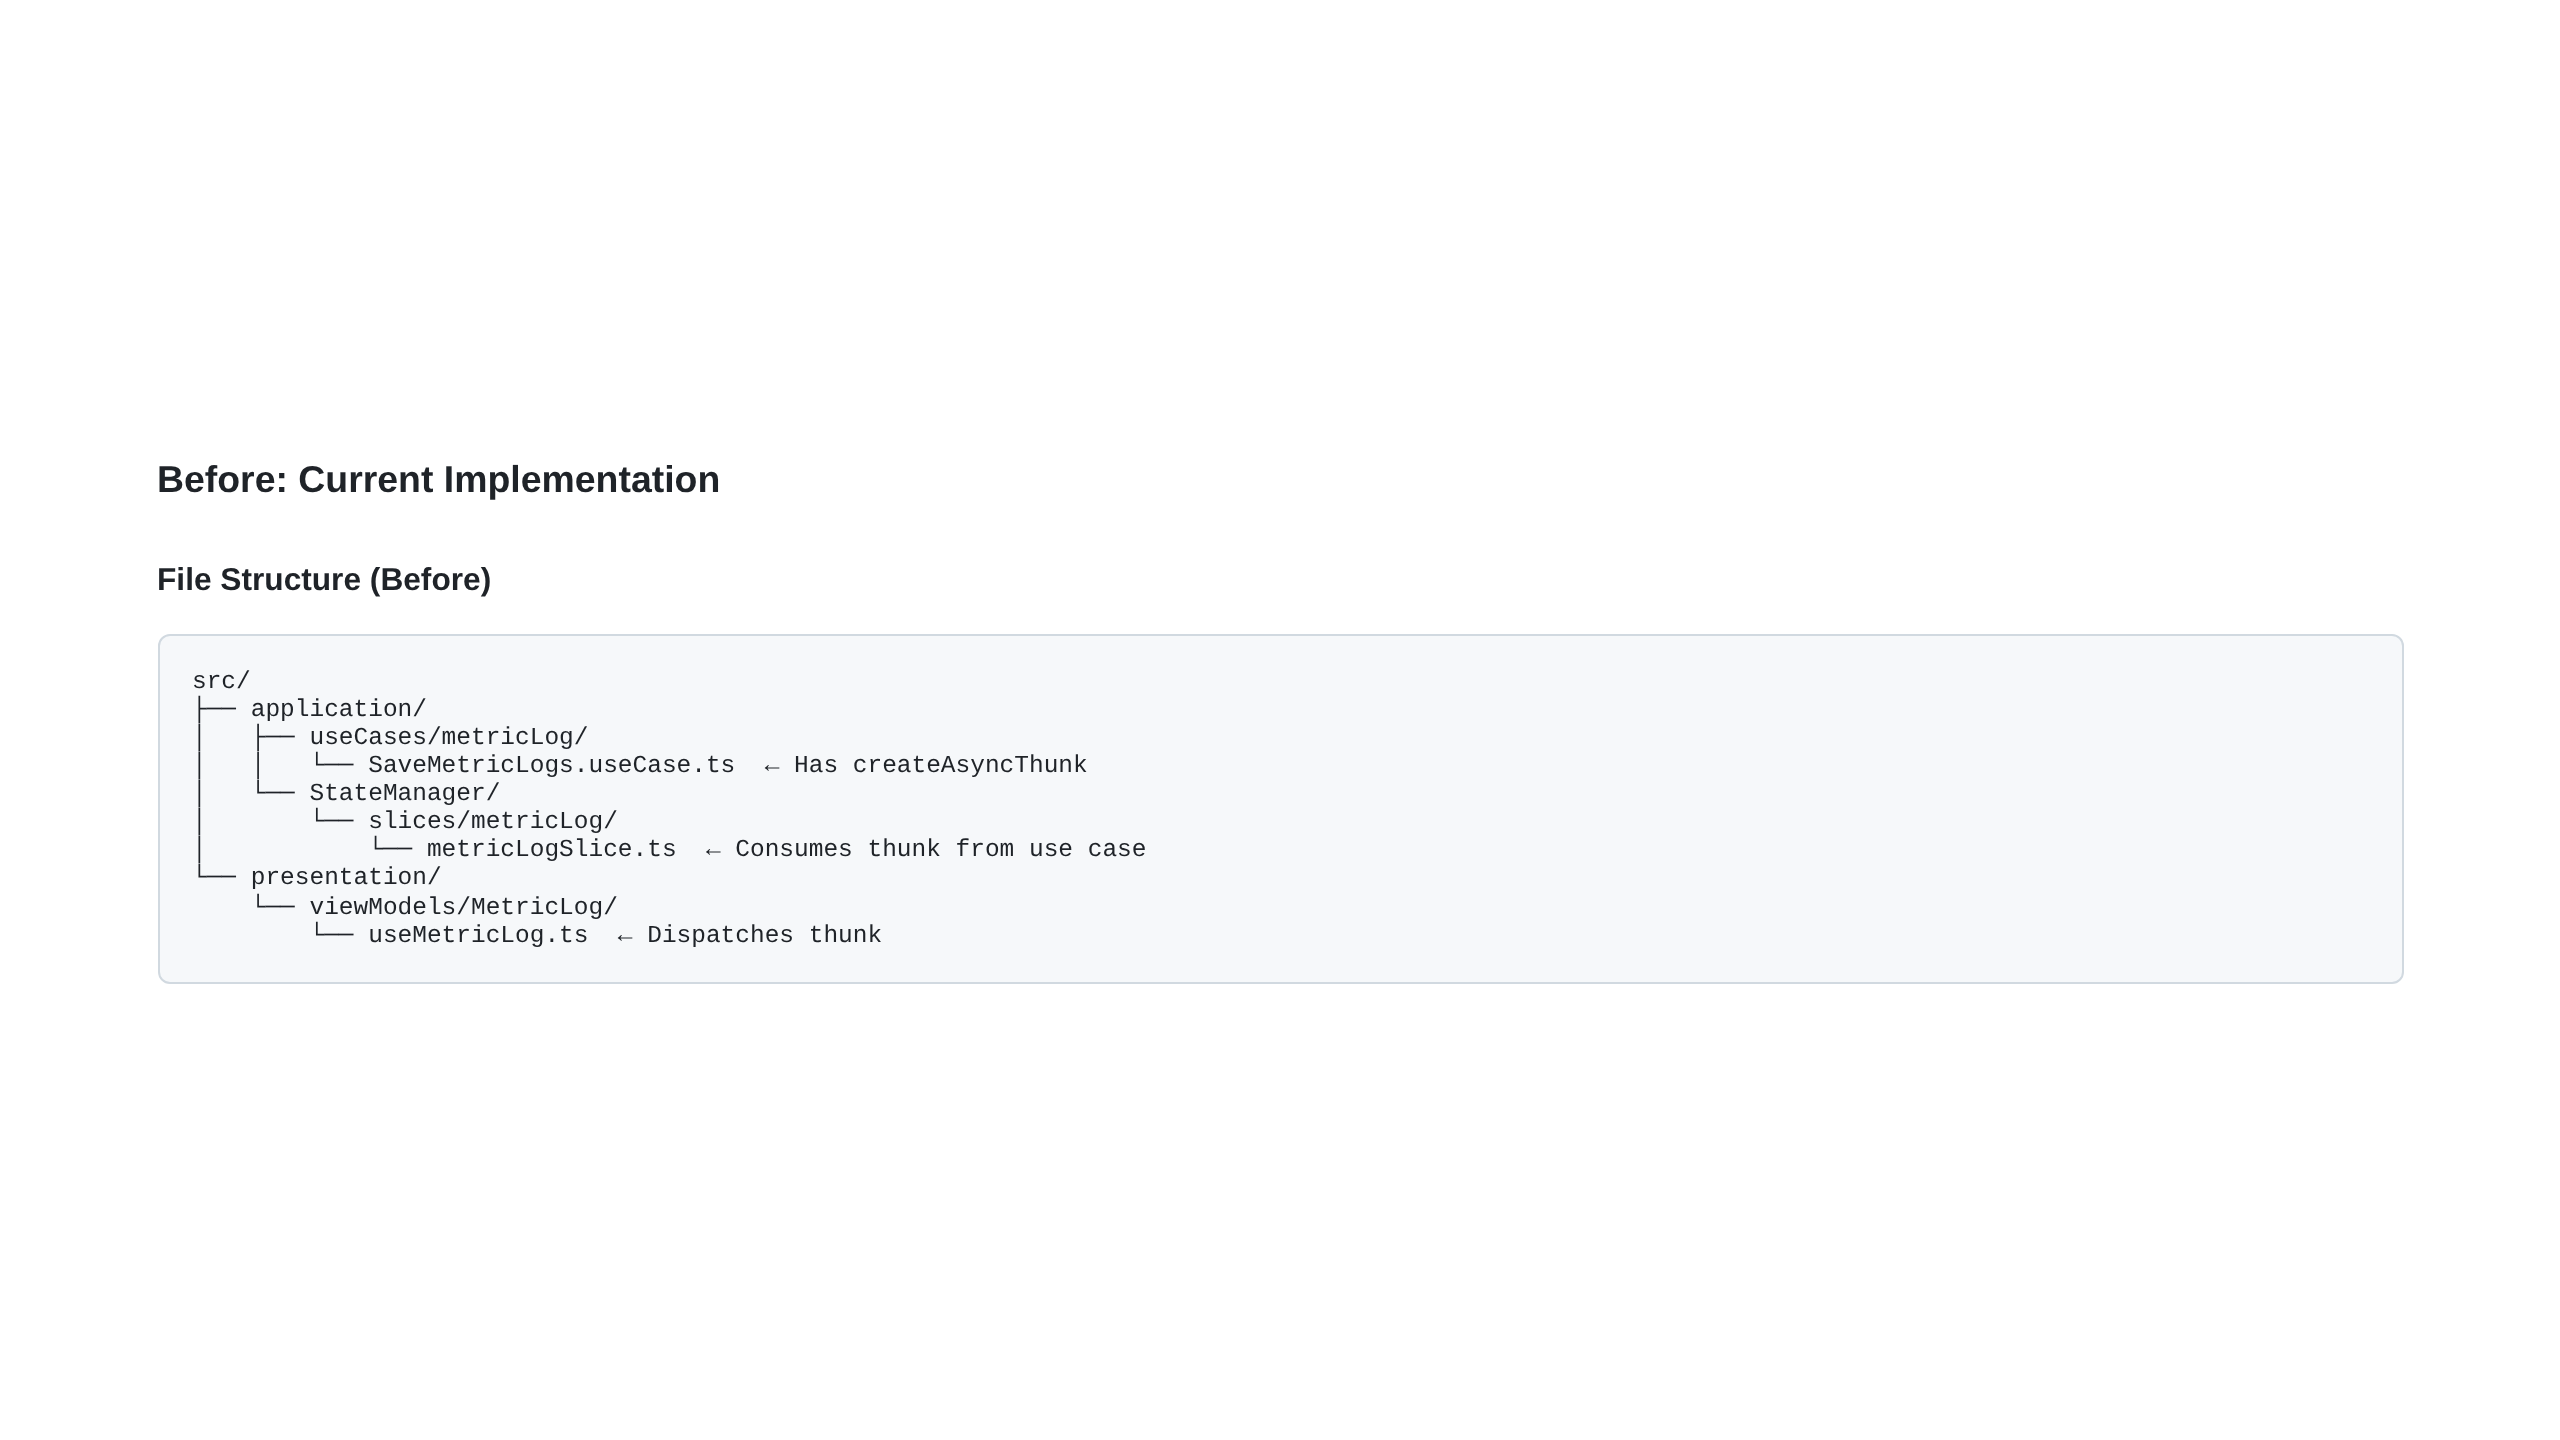 Before: Current Implementation
File Structure (Before)
src/
├── application/
│   ├── useCases/metricLog/
│   │   └── SaveMetricLogs.useCase.ts  ← Has createAsyncThunk
│   └── StateManager/
│       └── slices/metricLog/
│           └── metricLogSlice.ts  ← Consumes thunk from use case
└── presentation/
    └── viewModels/MetricLog/
        └── useMetricLog.ts  ← Dispatches thunk